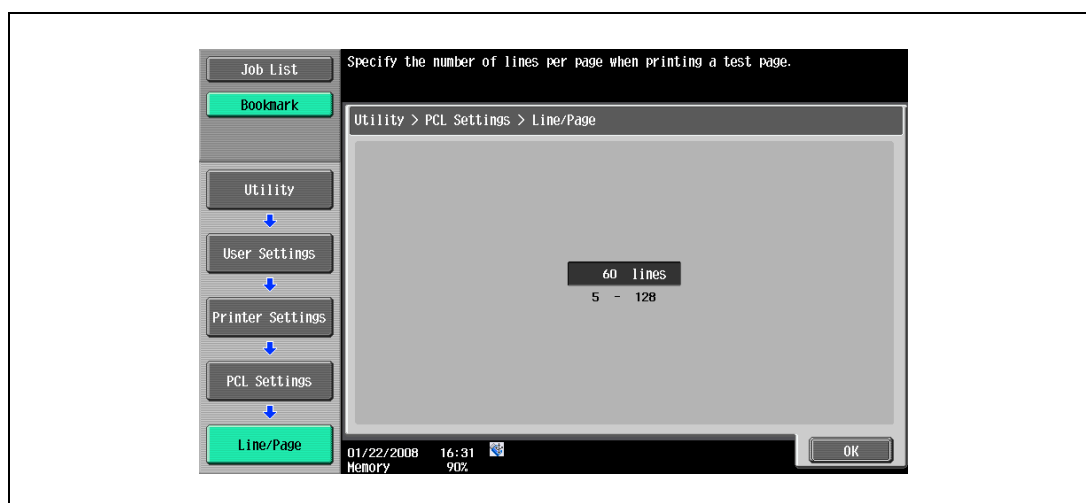 Job List
Bookmark
Specify the number of lines per page when printing a test page.
Utility > PCL Settings > Line/Page
Utility
User Settings
Printer Settings
PCL Settings
Line/Page
60 lines
5 - 128
01/22/2008 16:31
Memory 90%
OK